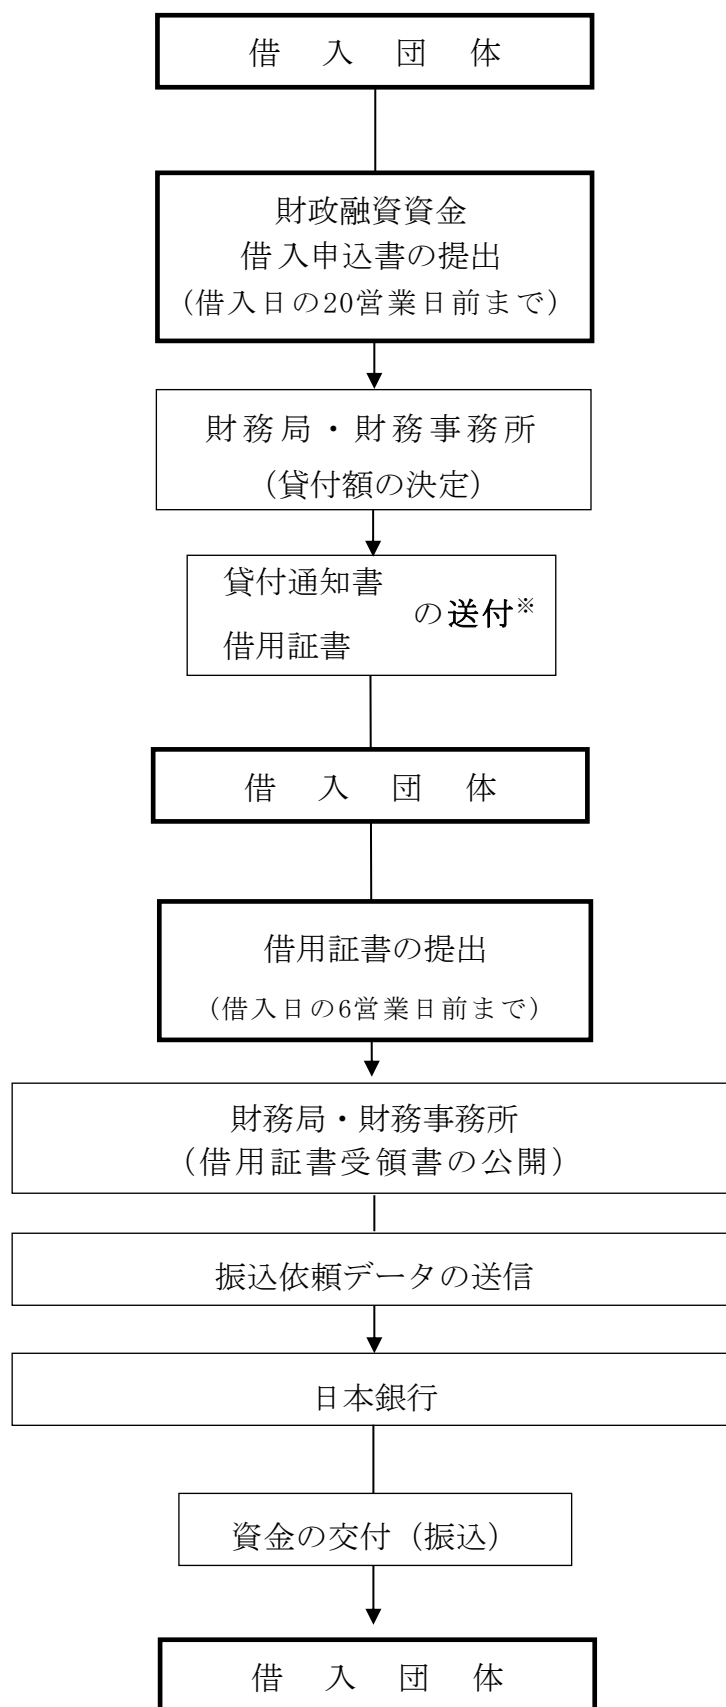 借 入 団 体
財政融資資金
借入申込書の提出
（借入日の20営業日前まで）
財務局・財務事務所
（貸付額の決定）
貸付通知書
の送付※
借用証書
借 入 団 体
借用証書の提出
（借入日の6営業日前まで）
財務局・財務事務所
（借用証書受領書の公開）
振込依頼データの送信
日本銀行
資金の交付（振込）
借 入 団 体